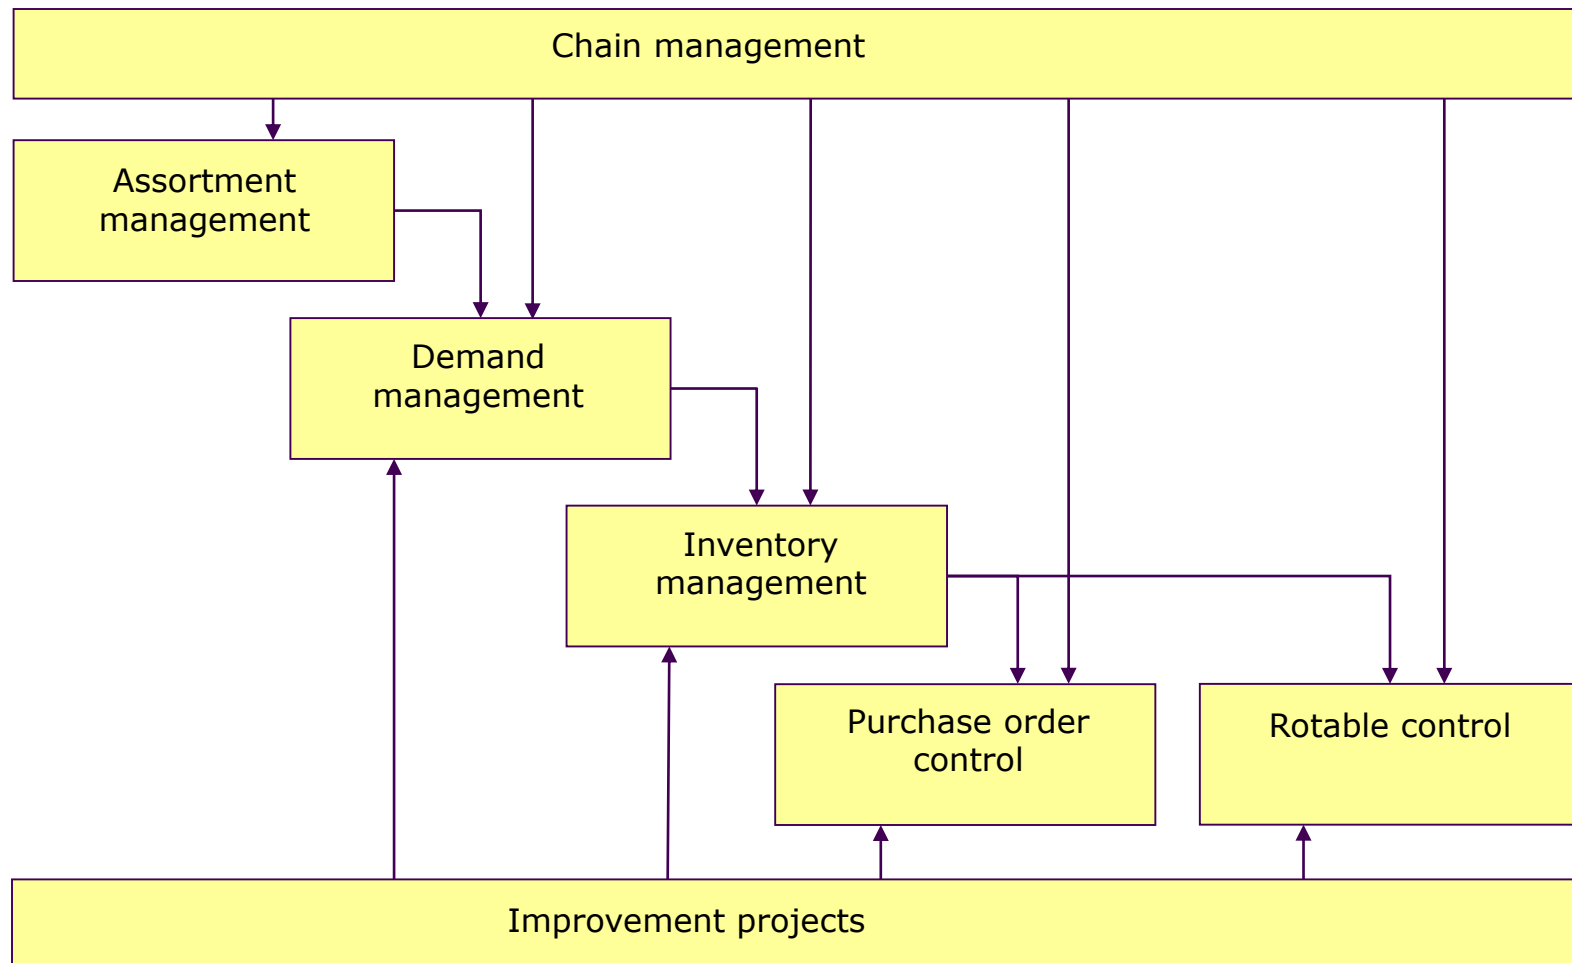 Chain management
Assortment
management
Demand
management
Inventory
management
Purchase order
control
Rotable control
Improvement projects